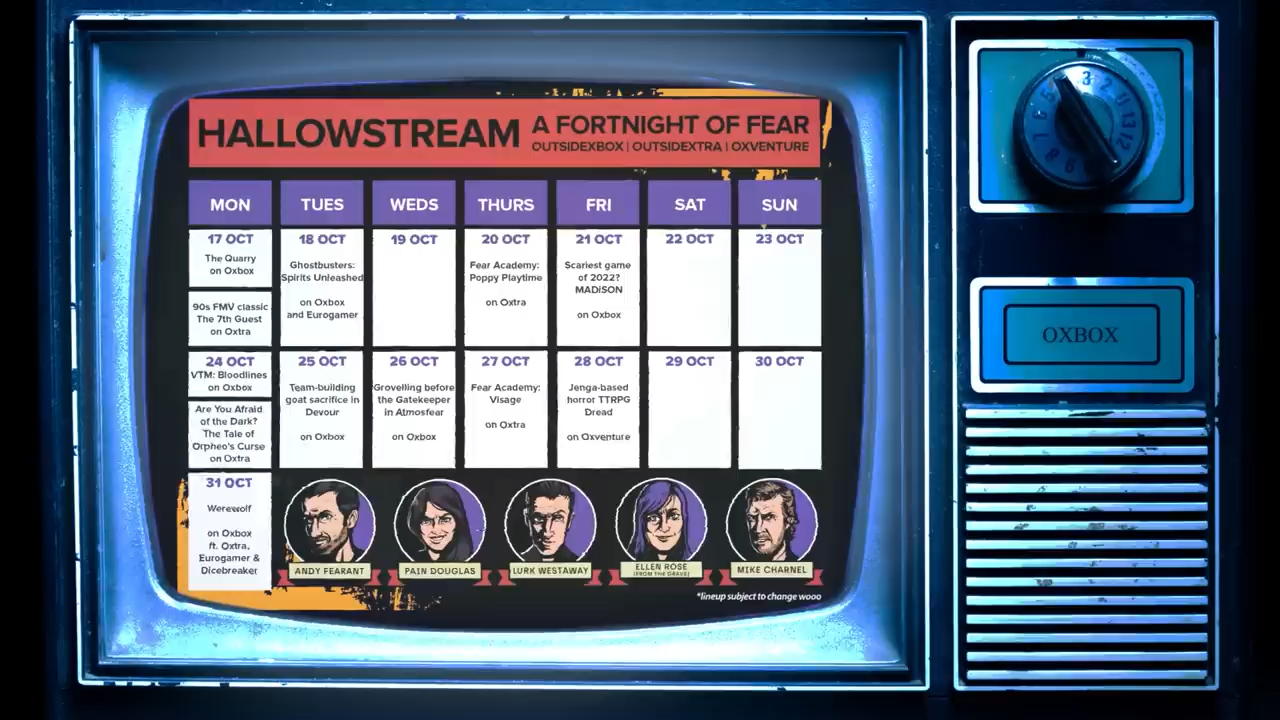 HALLOWSTREAM
A FORTNIGHT OF FEAR
OUTSIDEXBOX | OUTSIDEXTRA | OXVENTURE
MON TUES WEDS THURS FRI SAT SUN
17 OCT
The Quarry
on Oxbox
90s FMV classic
The 7th Guest
on Oxtra
18 OCT
Ghostbusters:
Spirits Unleashed
on Oxbox
and Eurogamer
19 OCT
20 OCT
Fear Academy:
Poppy Playtime
on Oxtra
21 OCT
Scariest game
of 2022?
MADiSON
on Oxbox
22 OCT
23 OCT
24 OCT
VTM: Bloodlines
on Oxbox
Are You Afraid
of the Dark?
The Tale of
Orpheo's Curse
on Oxtra
25 OCT
Team-building
goat sacrifice in
Devour
on Oxbox
26 OCT
Grovelling before
the Gatekeeper
in Atmosfear
on Oxbox
27 OCT
Fear Academy:
Visage
on Oxtra
28 OCT
Jenga-based
horror TTRPG
Dread
on Oxventure
29 OCT
30 OCT
31 OCT
Werewolf
on Oxbox
ft. Oxtra,
Eurogamer &
Dicebreaker
ANDY FEARANT
PAIN DOUGLAS
LURK WESTAWAY
ELLEN ROSE
(FROM THE GRAVE)
MIKE CHARNEL
*lineup subject to change wooo
OXBOX